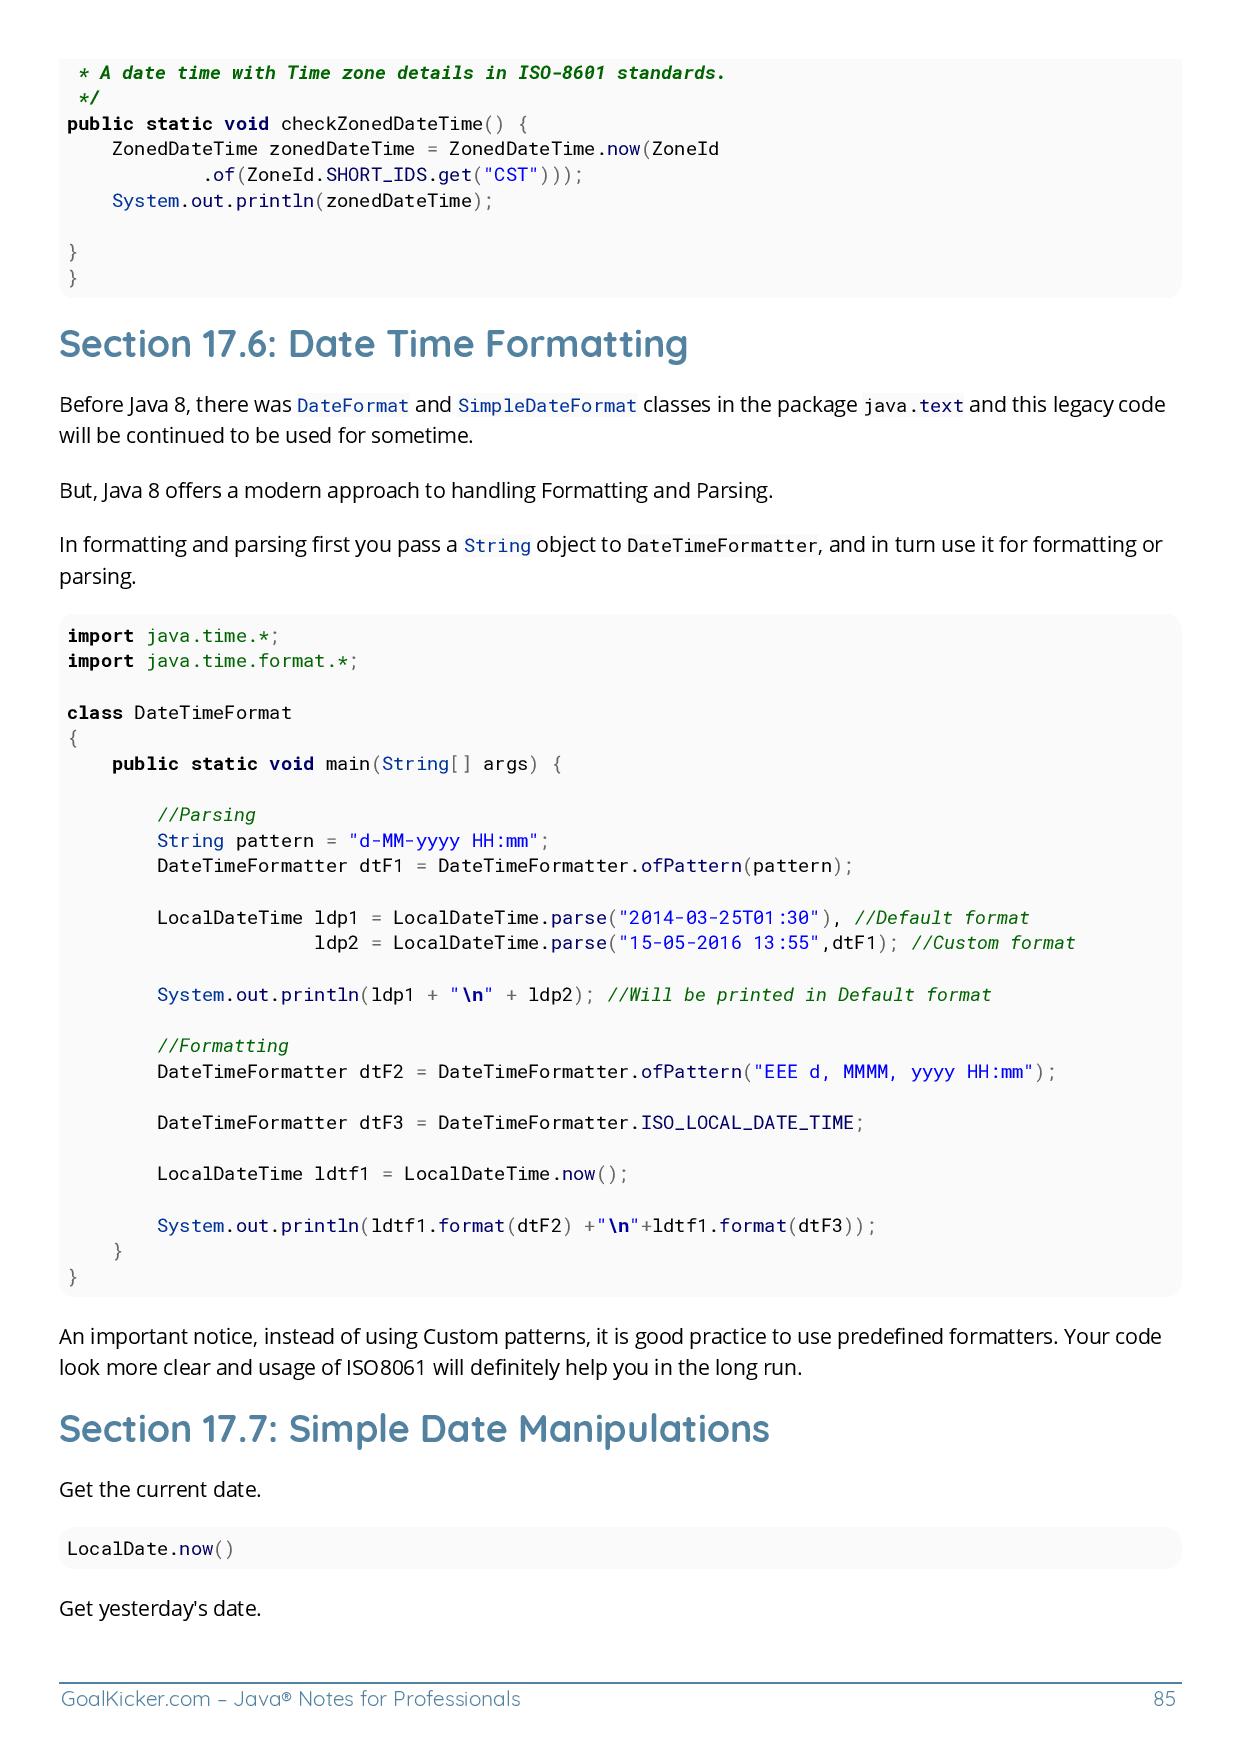 * A date time with Time zone details in ISO-8601 standards.
 */
public static void checkZonedDateTime() {
    ZonedDateTime zonedDateTime = ZonedDateTime.now(ZoneId
            .of(ZoneId.SHORT_IDS.get("CST")));
    System.out.println(zonedDateTime);

}
}
Section 17.6: Date Time Formatting
Before Java 8, there was DateFormat and SimpleDateFormat classes in the package java.text and this legacy code
will be continued to be used for sometime.
But, Java 8 offers a modern approach to handling Formatting and Parsing.
In formatting and parsing first you pass a String object to DateTimeFormatter, and in turn use it for formatting or
parsing.
import java.time.*;
import java.time.format.*;

class DateTimeFormat
{
    public static void main(String[] args) {

        //Parsing
        String pattern = "d-MM-yyyy HH:mm";
        DateTimeFormatter dtF1 = DateTimeFormatter.ofPattern(pattern);

        LocalDateTime ldp1 = LocalDateTime.parse("2014-03-25T01:30"), //Default format
                      ldp2 = LocalDateTime.parse("15-05-2016 13:55",dtF1); //Custom format

        System.out.println(ldp1 + "\n" + ldp2); //Will be printed in Default format

        //Formatting
        DateTimeFormatter dtF2 = DateTimeFormatter.ofPattern("EEE d, MMMM, yyyy HH:mm");

        DateTimeFormatter dtF3 = DateTimeFormatter.ISO_LOCAL_DATE_TIME;

        LocalDateTime ldtf1 = LocalDateTime.now();

        System.out.println(ldtf1.format(dtF2) +"\n"+ldtf1.format(dtF3));
    }
}
An important notice, instead of using Custom patterns, it is good practice to use predefined formatters. Your code
look more clear and usage of ISO8061 will definitely help you in the long run.
Section 17.7: Simple Date Manipulations
Get the current date.
LocalDate.now()
Get yesterday's date.
GoalKicker.com – Java® Notes for Professionals 85